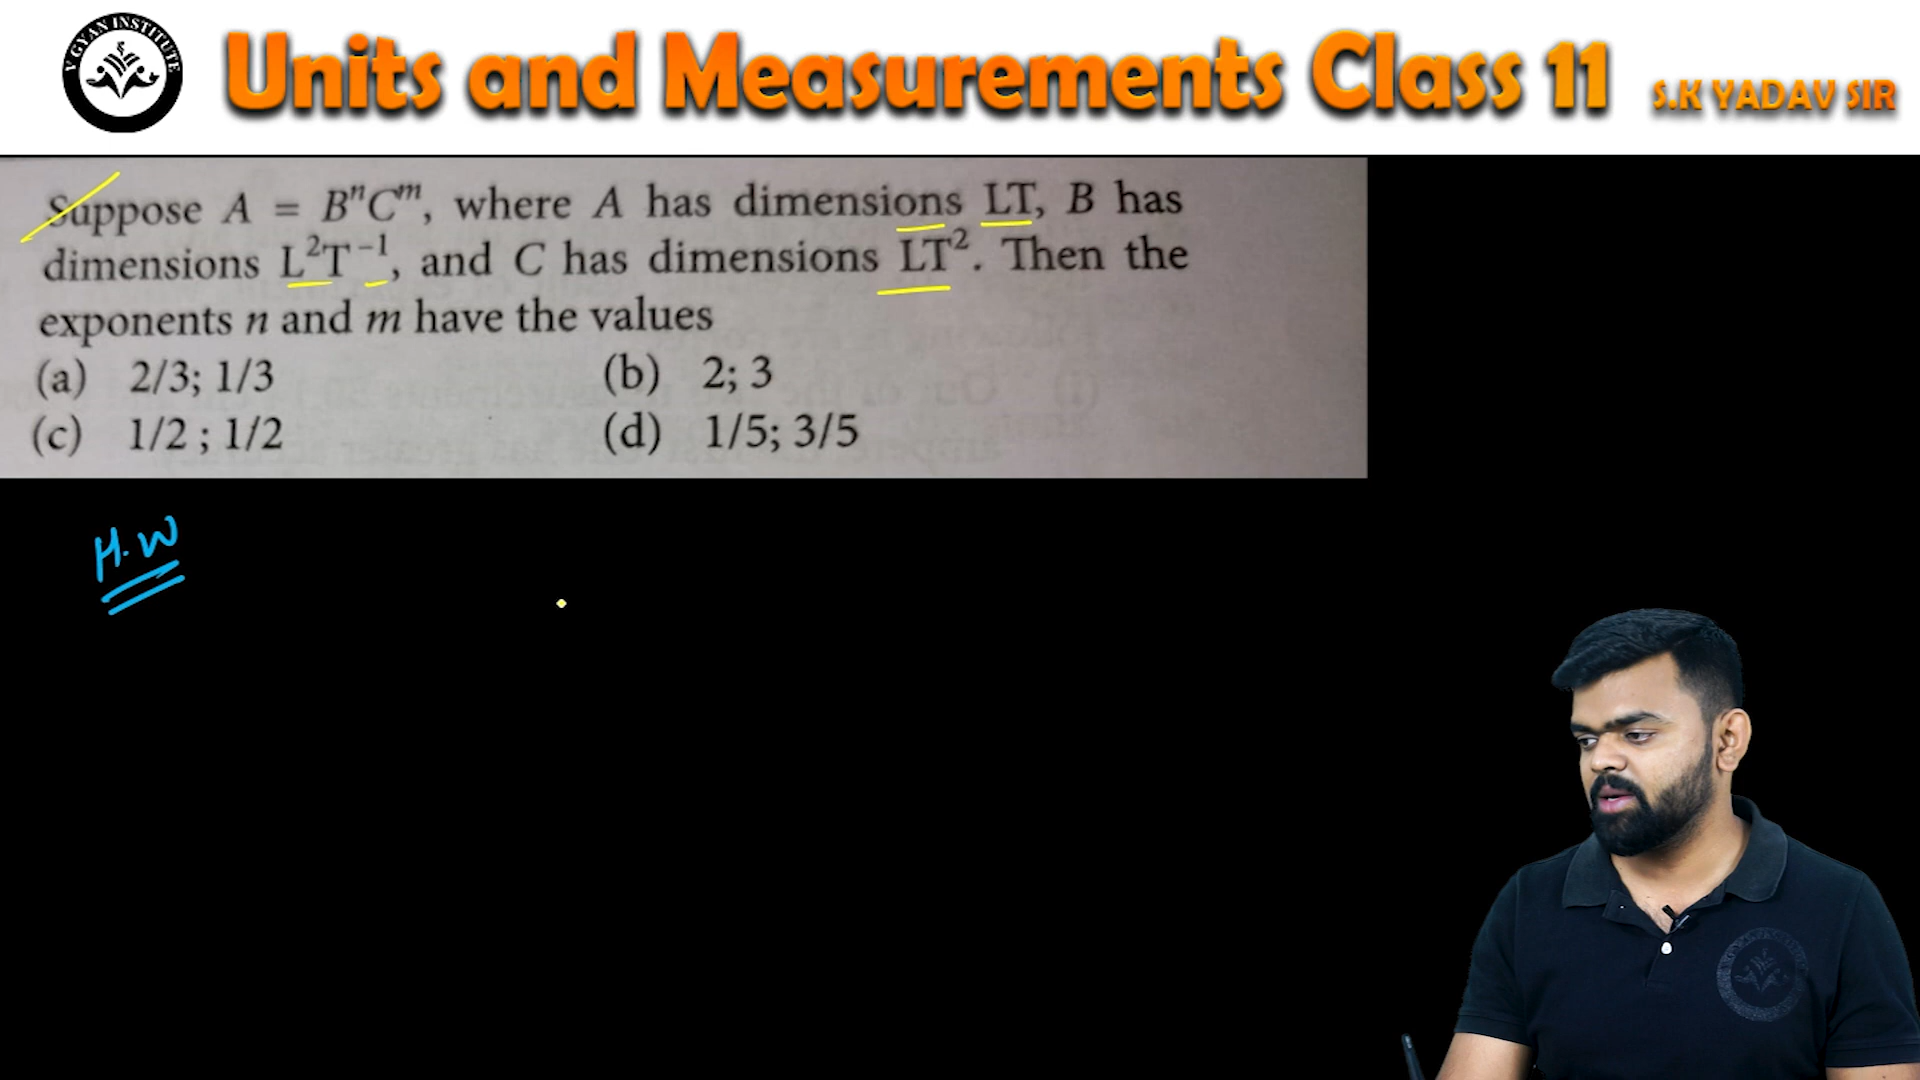 V GYAN INSTITUTE
Units and Measurements Class 11 S.K YADAV SIR
Suppose A = BⁿCᵐ, where A has dimensions LT, B has
dimensions L²T⁻¹, and C has dimensions LT². Then the
exponents n and m have the values
(a) 2/3; 1/3 (b) 2; 3
(c) 1/2 ; 1/2 (d) 1/5; 3/5
H.W